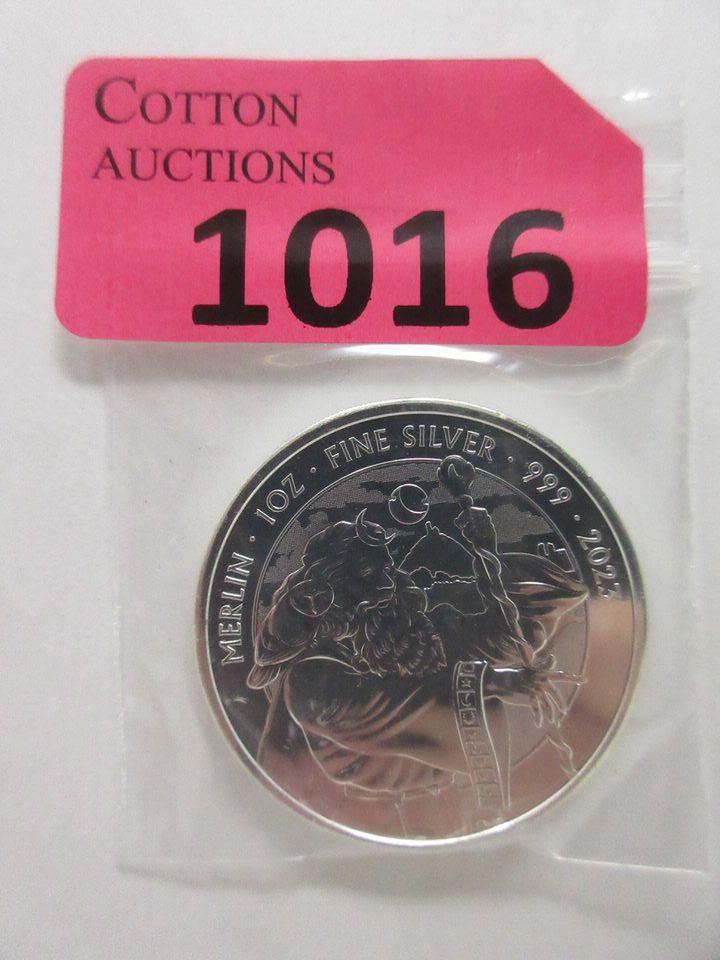 COTTON
AUCTIONS
1016
MERLIN · 1OZ · FINE SILVER · 999 · 2023